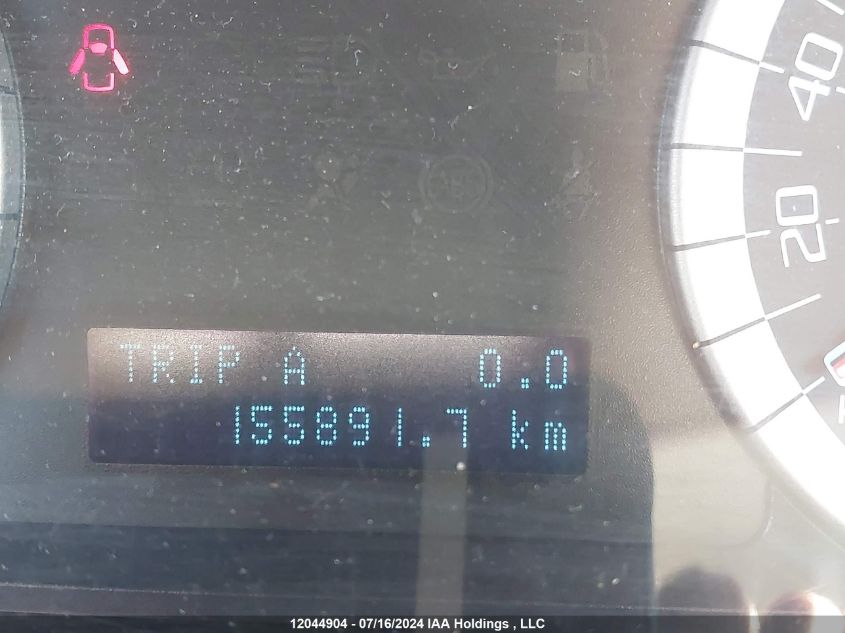 40
20
TRIP A 0.0
155891.7 km
12044904 - 07/16/2024 IAA Holdings , LLC